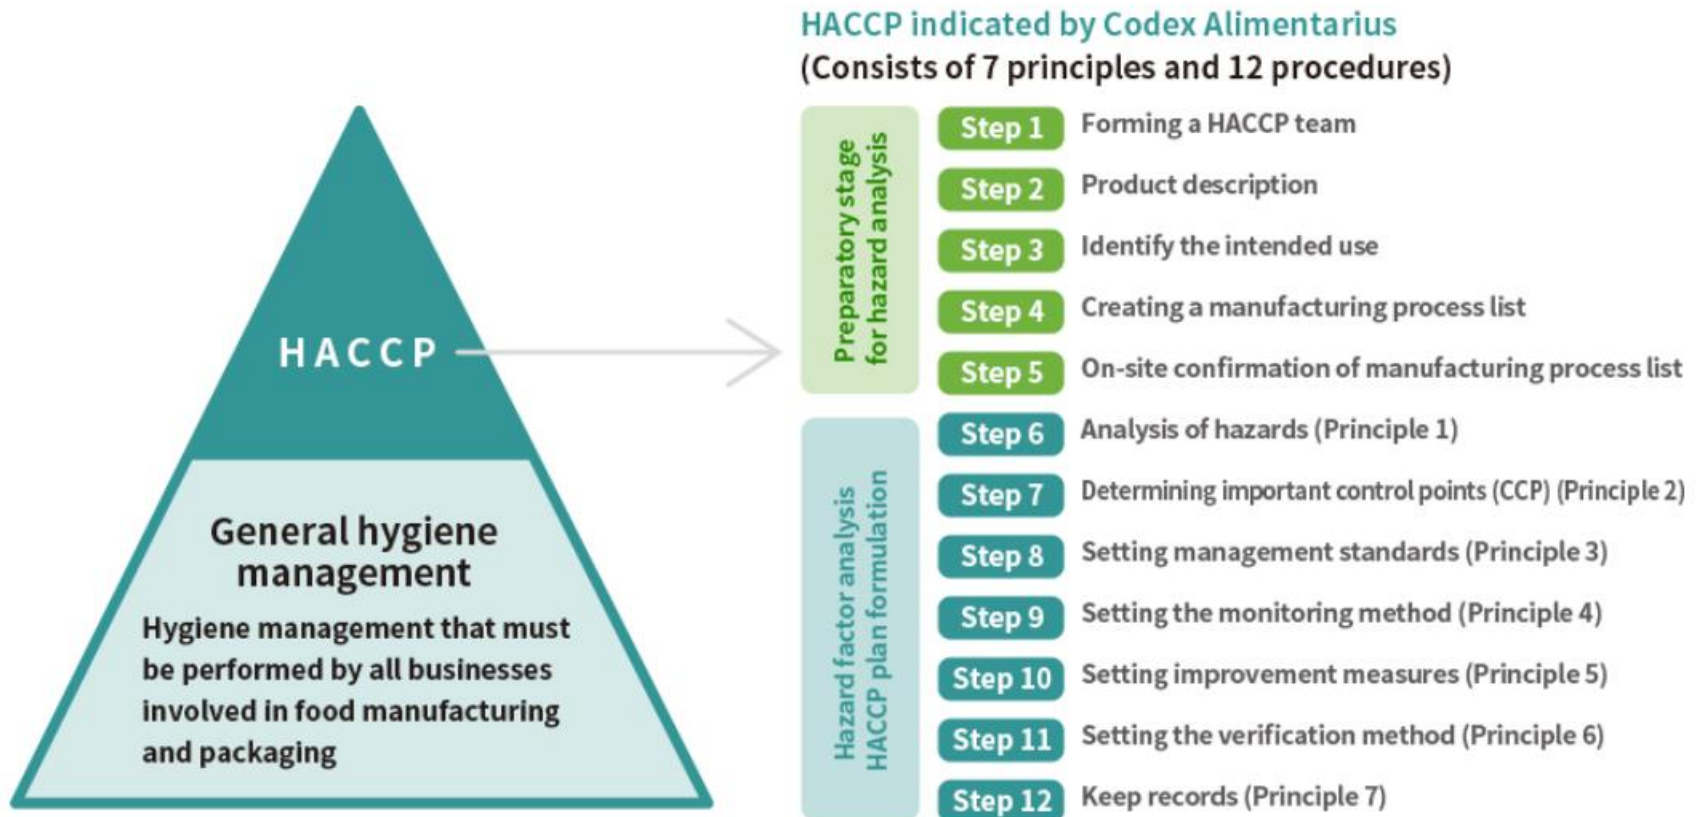 HACCP indicated by Codex Alimentarius
(Consists of 7 principles and 12 procedures)
HACCP
General hygiene
management
Hygiene management that must
be performed by all businesses
involved in food manufacturing
and packaging
Preparatory stage
for hazard analysis
Step 1 Forming a HACCP team
Step 2 Product description
Step 3 Identify the intended use
Step 4 Creating a manufacturing process list
Step 5 On-site confirmation of manufacturing process list
Hazard factor analysis
HACCP plan formulation
Step 6 Analysis of hazards (Principle 1)
Step 7 Determining important control points (CCP) (Principle 2)
Step 8 Setting management standards (Principle 3)
Step 9 Setting the monitoring method (Principle 4)
Step 10 Setting improvement measures (Principle 5)
Step 11 Setting the verification method (Principle 6)
Step 12 Keep records (Principle 7)